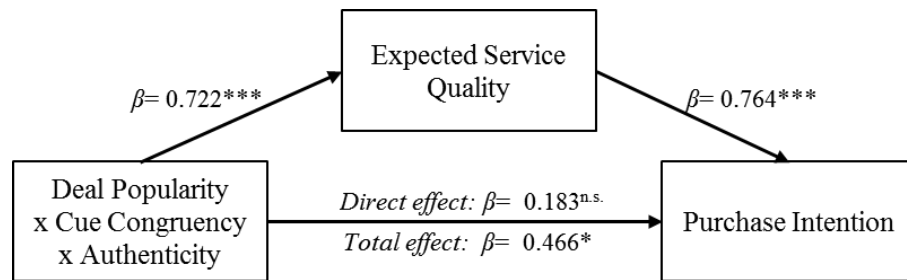 Expected Service
Quality
β= 0.722***
β= 0.764***
Deal Popularity
x Cue Congruency
x Authenticity
Direct effect: β= 0.183n.s.
Total effect: β= 0.466*
Purchase Intention